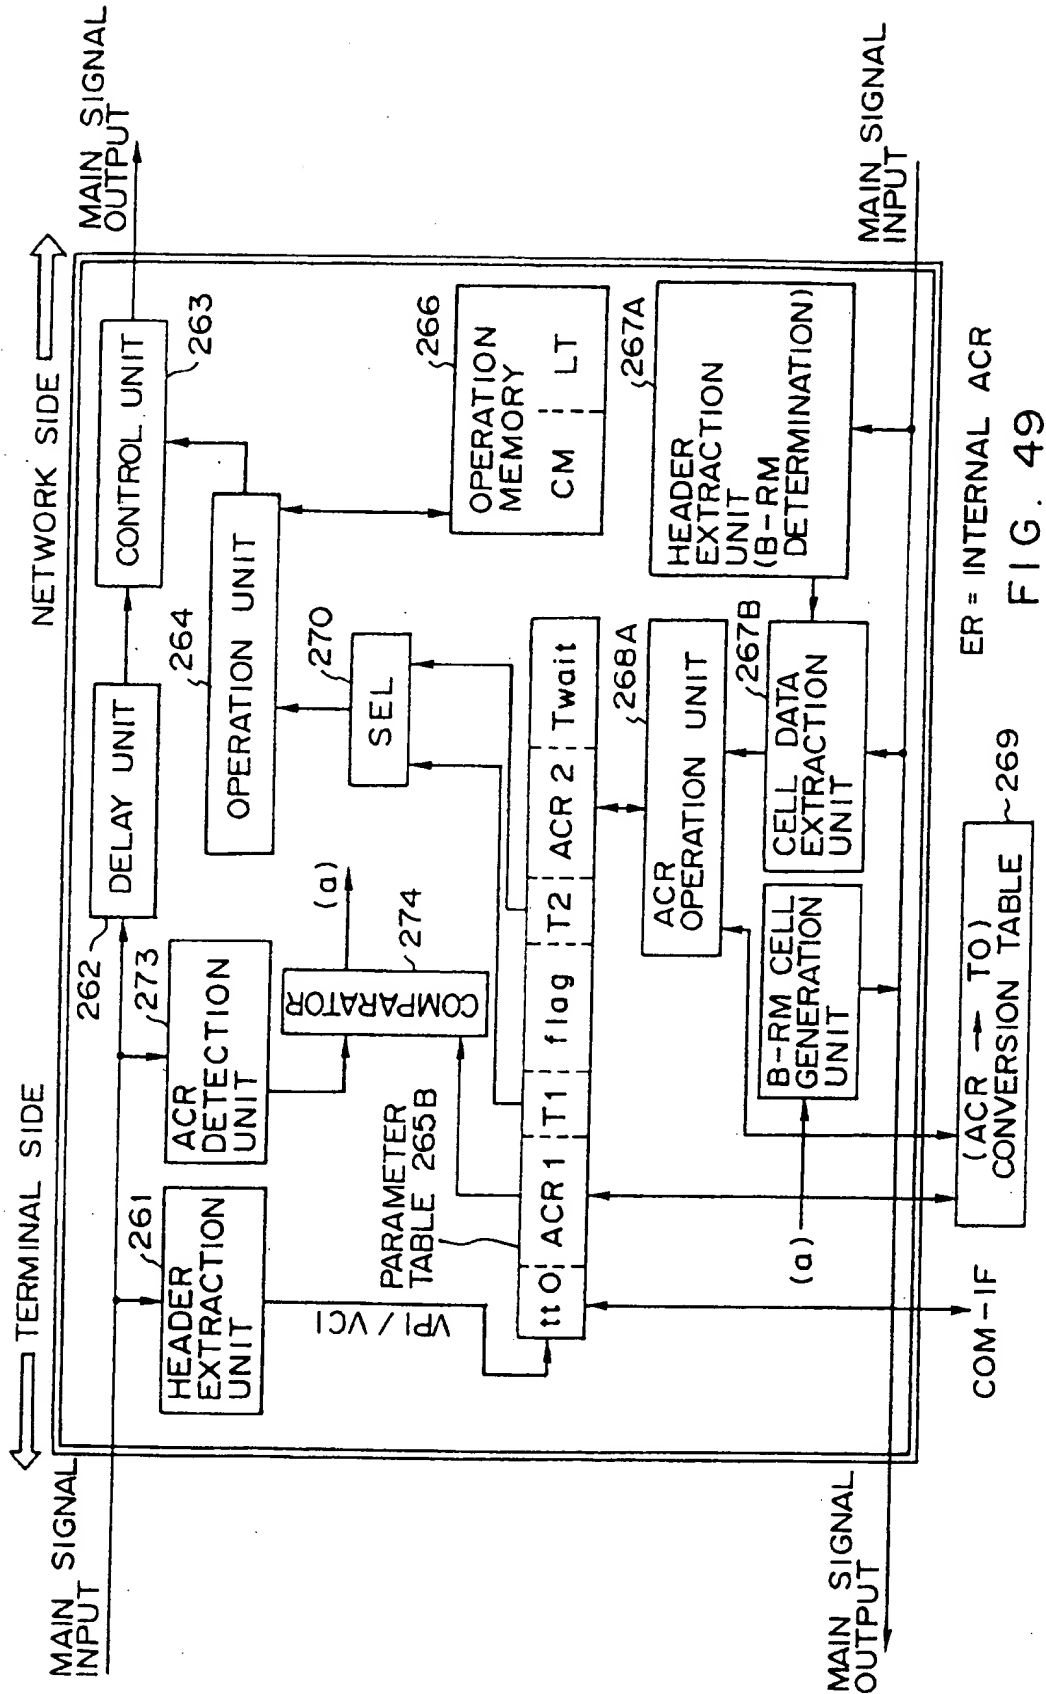 TERMINAL SIDE
NETWORK SIDE
MAIN SIGNAL
INPUT
MAIN SIGNAL
OUTPUT
261
HEADER
EXTRACTION
UNIT
273
ACR
DETECTION
UNIT
262
DELAY UNIT
CONTROL UNIT
263
264
OPERATION UNIT
VPI / VCI
COMPARATOR
274
(a)
270
SEL
266
OPERATION
MEMORY
CM
LT
PARAMETER
TABLE 265B
tt O
ACR 1
T1
flag
T2
ACR 2
Twait
268A
ACR
OPERATION UNIT
267A
HEADER
EXTRACTION
UNIT
(B-RM
DETERMINATION)
(a)
B-RM CELL
GENERATION
UNIT
267B
CELL DATA
EXTRACTION
UNIT
MAIN SIGNAL
OUTPUT
MAIN SIGNAL
INPUT
COM-IF
(ACR → TO)
CONVERSION TABLE
269
ER = INTERNAL ACR
FIG. 49